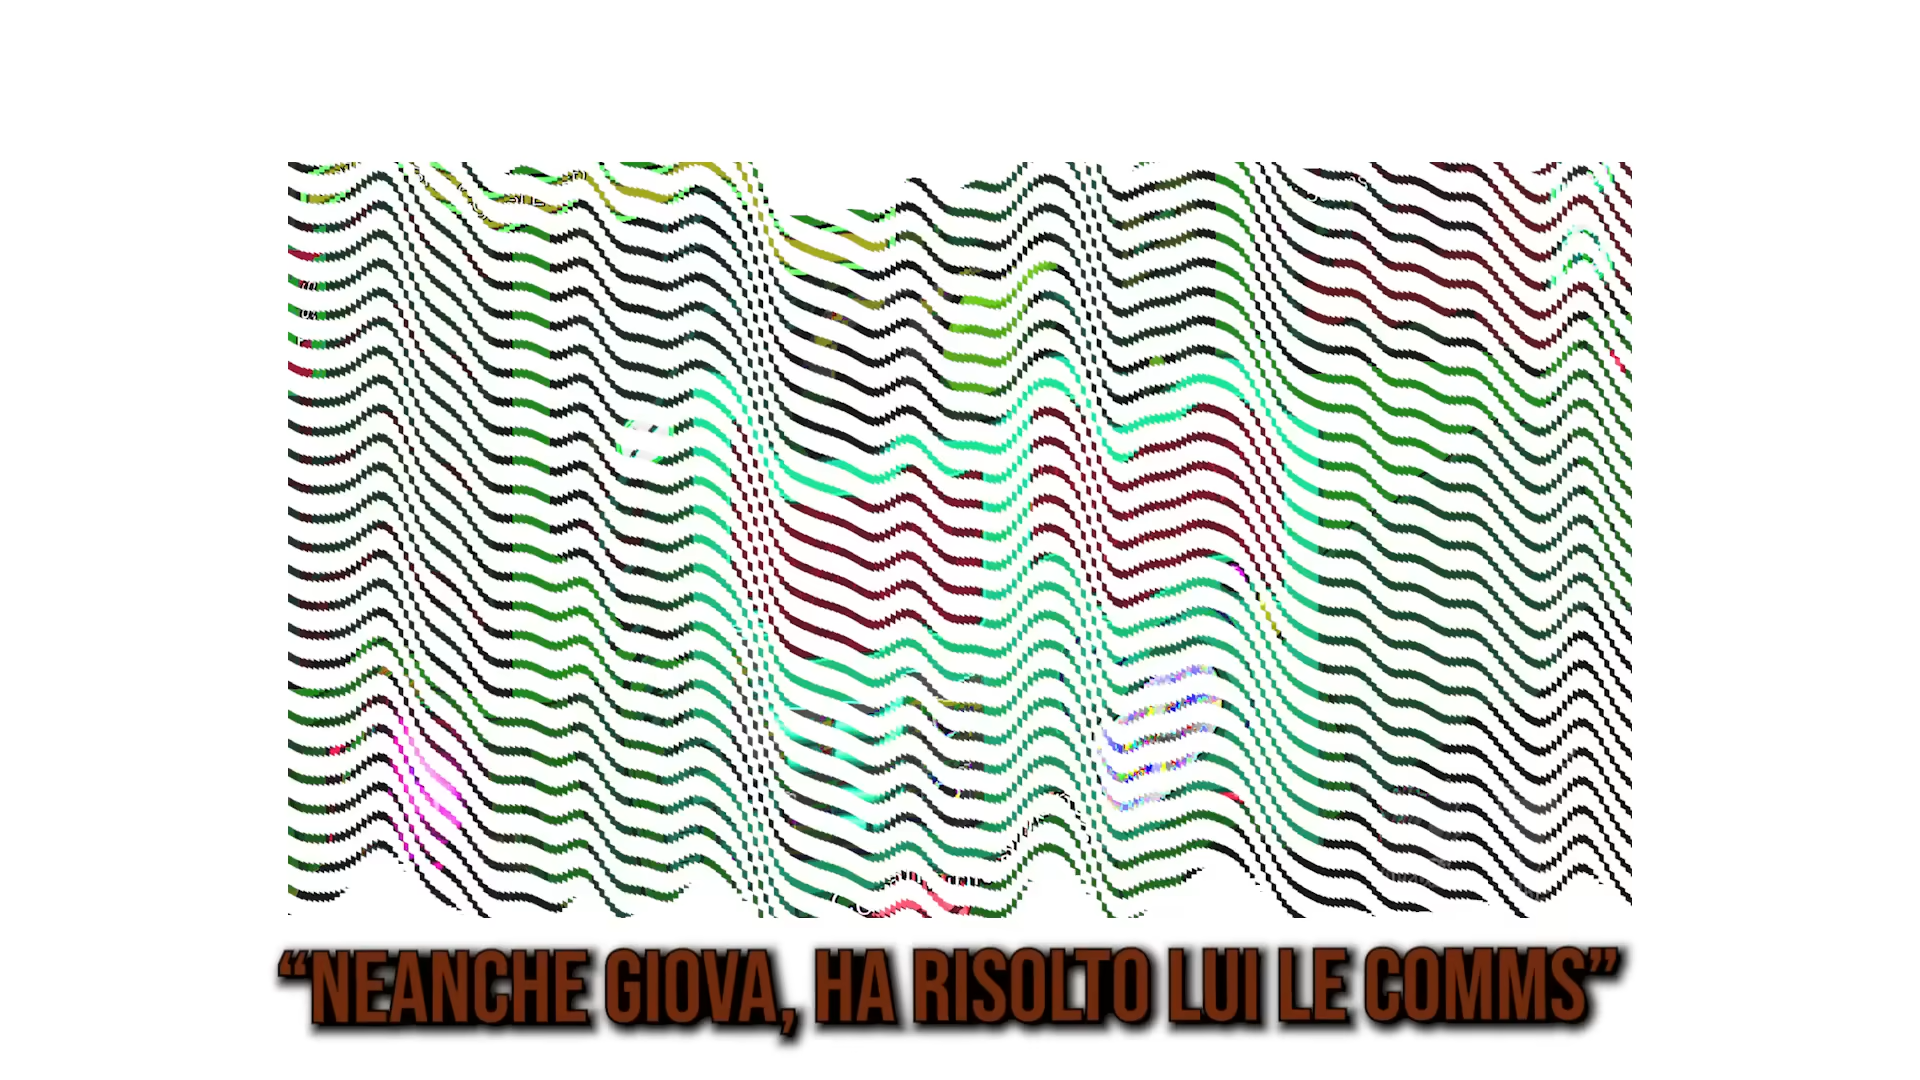 “NEANCHE GIOVA, HA RISOLTO LUI LE COMMS”